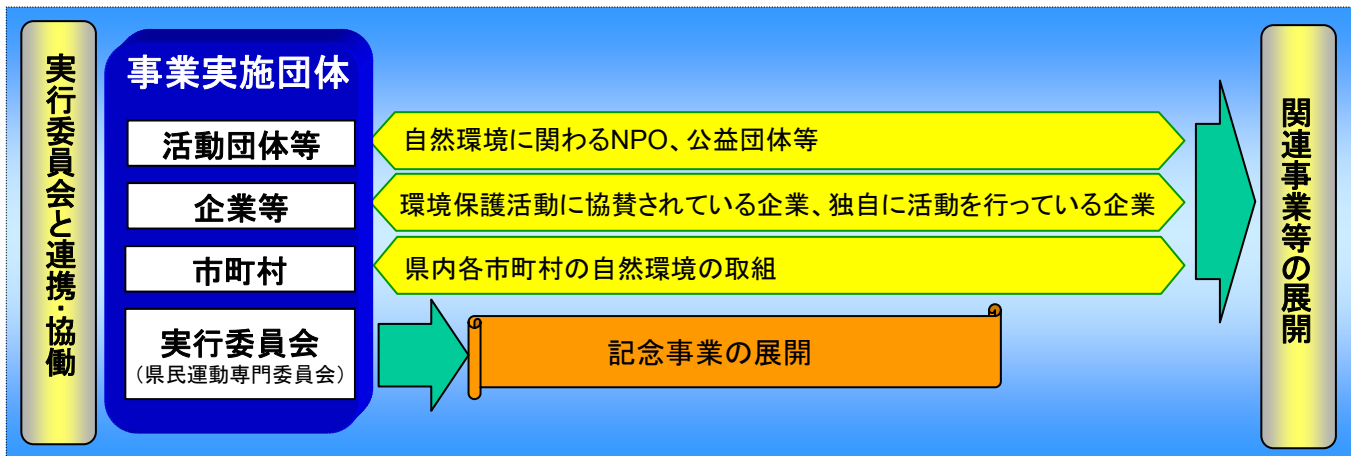 実行委員会と連携・協働
事業実施団体
活動団体等
自然環境に関わるNPO、公益団体等
企業等
環境保護活動に協賛されている企業、独自に活動を行っている企業
市町村
県内各市町村の自然環境の取組
実行委員会
（県民運動専門委員会）
記念事業の展開
関連事業等の展開